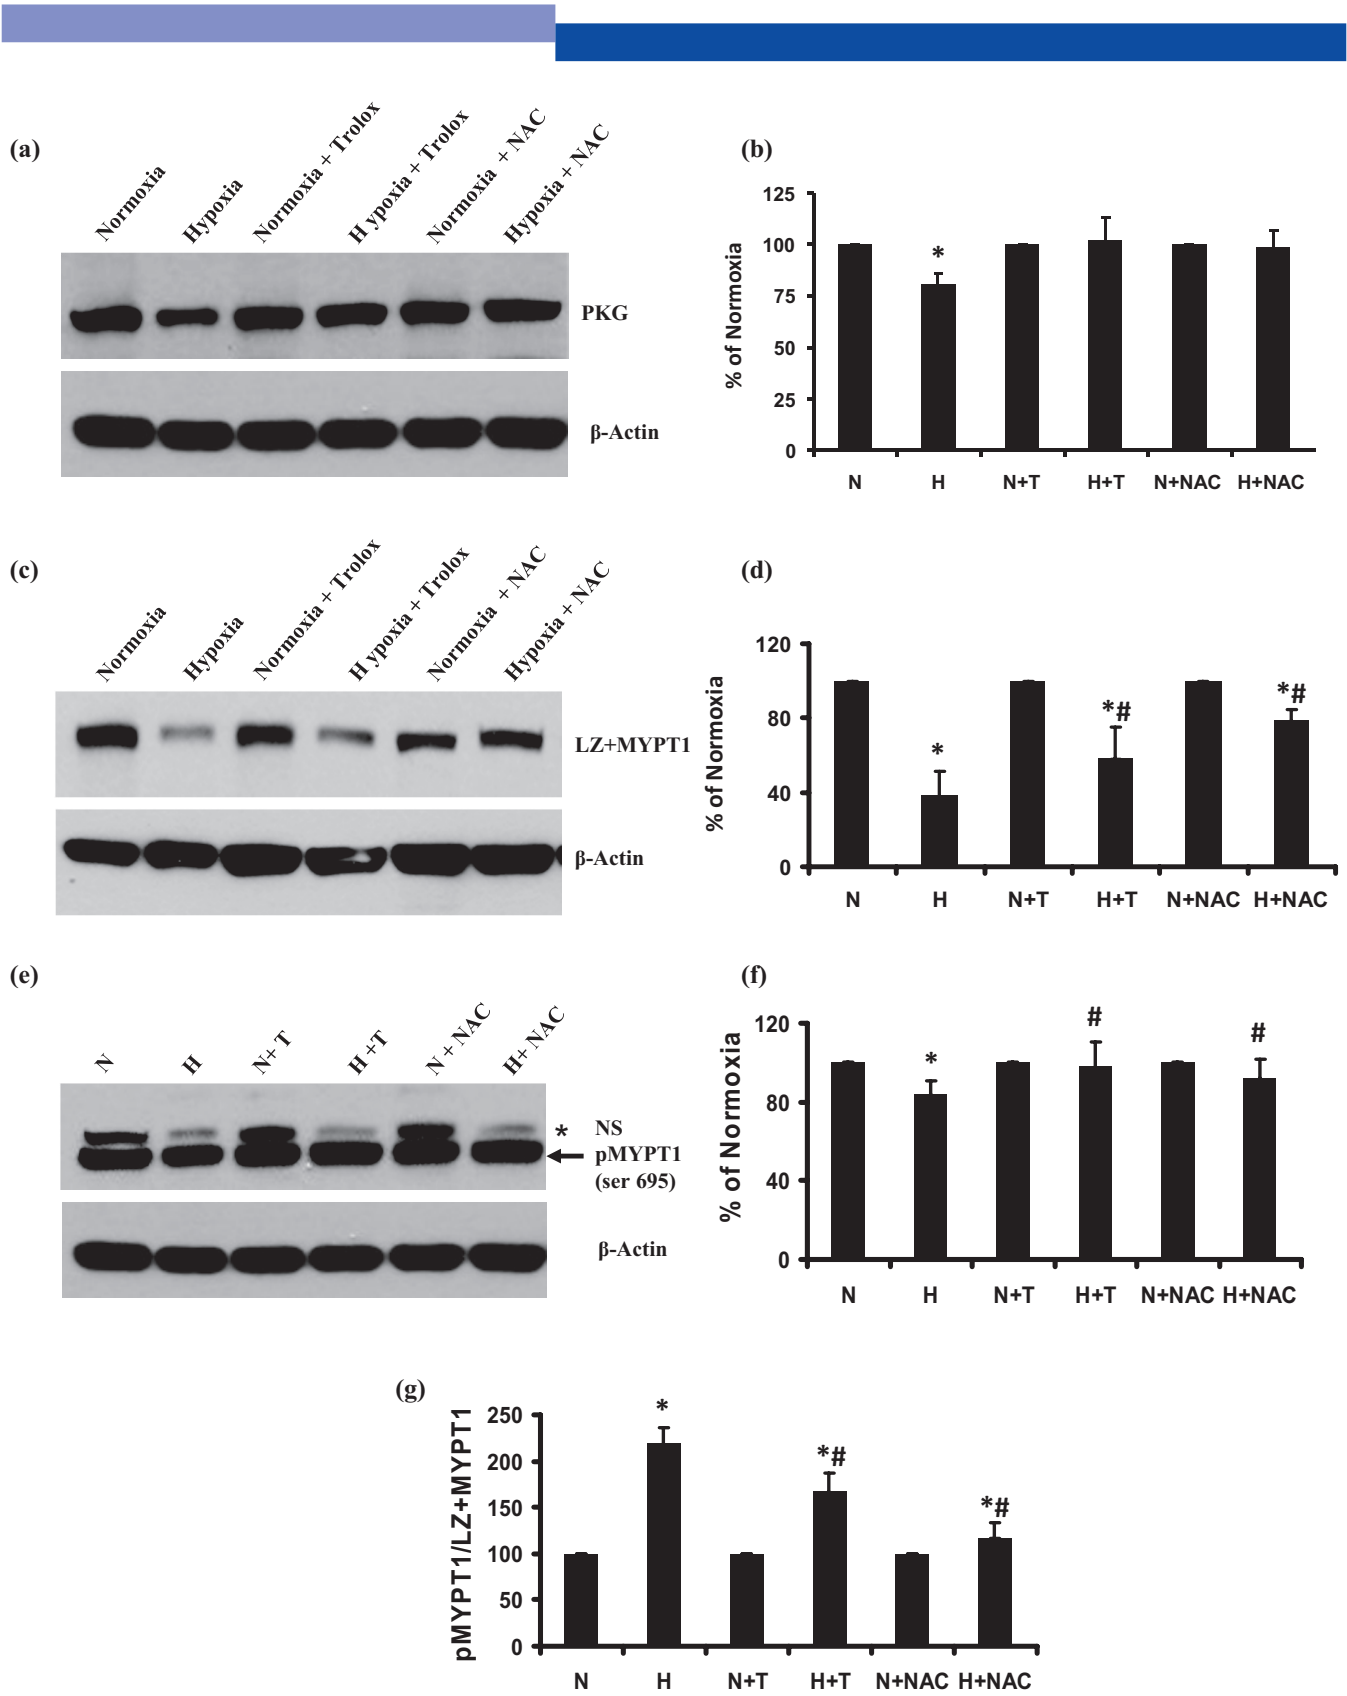 (a)
Normoxia
Hypoxia
Normoxia + Trolox
H ypoxia + Trolox
Normoxia + NAC
Hypoxia + NAC
PKG
β-Actin
(b)
% of Normoxia
125
100
75
50
25
0
*
N H N+T H+T N+NAC H+NAC
(c)
Normoxia
Hypoxia
Normoxia + Trolox
H ypoxia + Trolox
Normoxia + NAC
Hypoxia + NAC
LZ+MYPT1
β-Actin
(d)
% of Normoxia
120
80
40
0
*
*#
*#
N H N+T H+T N+NAC H+NAC
(e)
N
H
N+ T
H +T
N + NAC
H+ NAC
* NS
pMYPT1
(ser 695)
β-Actin
(f)
% of Normoxia
120
80
40
0
*
#
#
N H N+T H+T N+NAC H+NAC
(g)
pMYPT1/LZ+MYPT1
250
200
150
100
50
0
*
*#
*#
N H N+T H+T N+NAC H+NAC